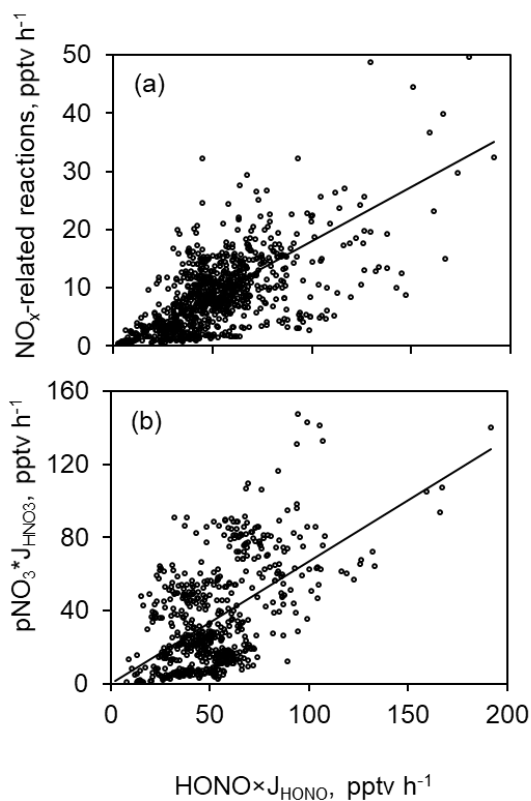 NOx-related reactions, pptv h-1
50
40
30
20
10
0
(a)
pNO3*JHNO3, pptv h-1
160
120
80
40
0
(b)
0 50 100 150 200
HONO×JHONO, pptv h-1